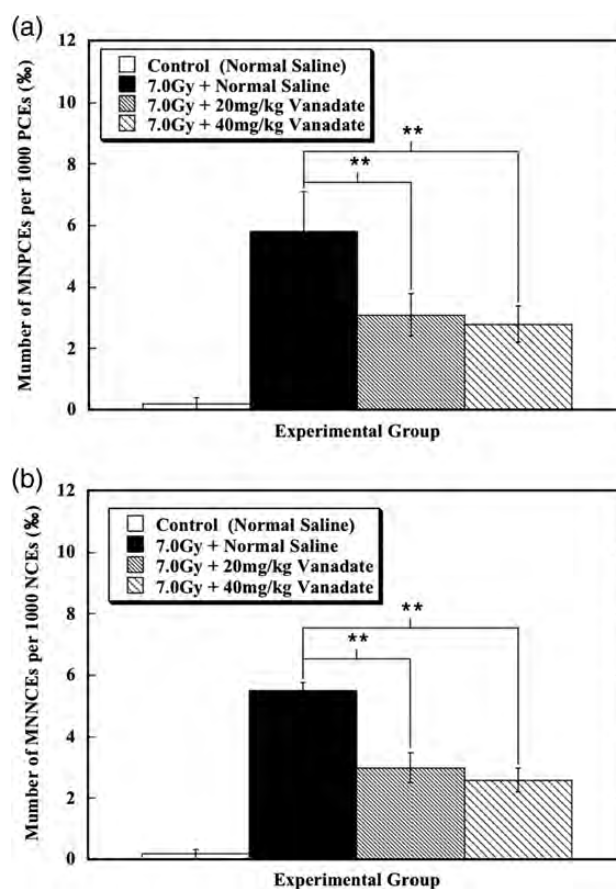 (a)
12
10
8
6
4
2
0
Mumber of MNPCEs per 1000 PCEs (‰)
Control (Normal Saline)
7.0Gy + Normal Saline
7.0Gy + 20mg/kg Vanadate
7.0Gy + 40mg/kg Vanadate
**
**
Experimental Group
(b)
12
10
8
6
4
2
0
Mumber of MNNCEs per 1000 NCEs (‰)
Control (Normal Saline)
7.0Gy + Normal Saline
7.0Gy + 20mg/kg Vanadate
7.0Gy + 40mg/kg Vanadate
**
**
Experimental Group